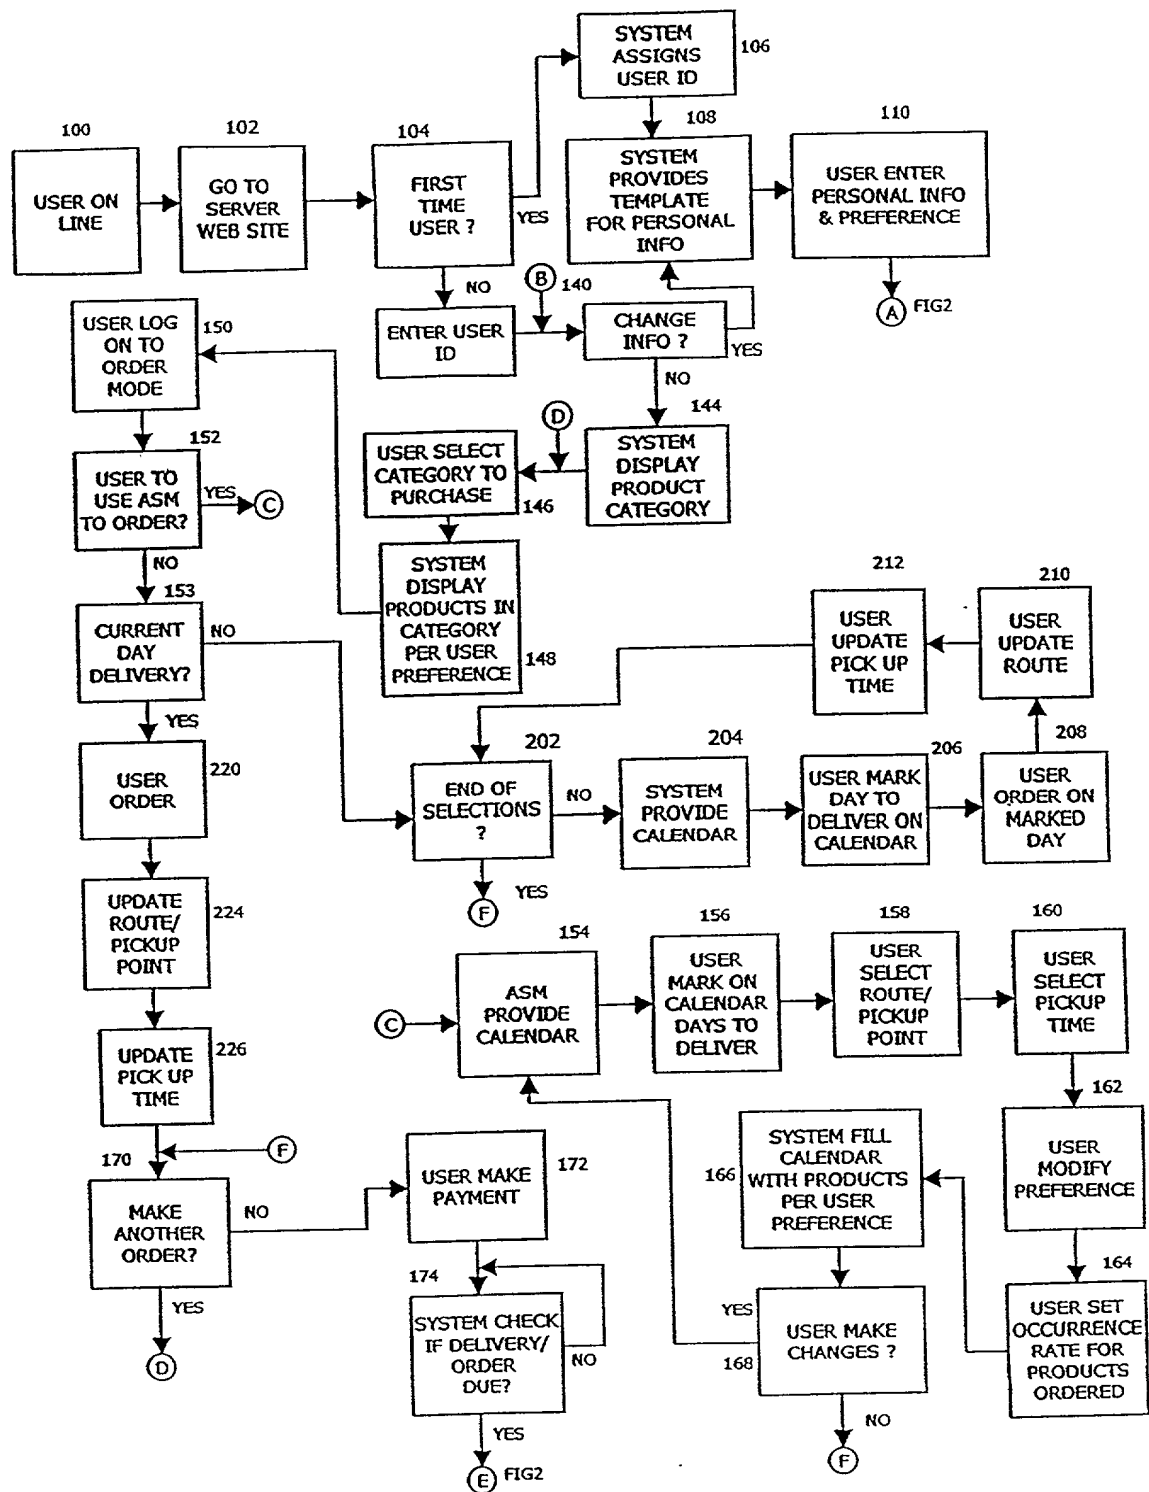 SYSTEM
ASSIGNS
USER ID
106
100
102
104
108
110
USER ON
LINE
GO TO
SERVER
WEB SITE
FIRST
TIME
USER ?
YES
SYSTEM
PROVIDES
TEMPLATE
FOR PERSONAL
INFO
USER ENTER
PERSONAL INFO
& PREFERENCE
NO
B
140
A
FIG2
USER LOG
ON TO
ORDER
MODE
150
ENTER USER
ID
CHANGE
INFO ?
YES
NO
152
D
144
USER TO
USE ASM
TO ORDER?
YES
C
USER SELECT
CATEGORY TO
PURCHASE
146
SYSTEM
DISPLAY
PRODUCT
CATEGORY
NO
153
SYSTEM
DISPLAY
PRODUCTS IN
CATEGORY
PER USER
PREFERENCE
148
212
210
CURRENT
DAY
DELIVERY?
NO
USER
UPDATE
PICK UP
TIME
USER
UPDATE
ROUTE
YES
202
204
206
208
USER
ORDER
220
END OF
SELECTIONS
?
NO
SYSTEM
PROVIDE
CALENDAR
USER MARK
DAY TO
DELIVER ON
CALENDAR
USER
ORDER ON
MARKED
DAY
YES
F
UPDATE
ROUTE/
PICKUP
POINT
224
154
156
158
160
C
ASM
PROVIDE
CALENDAR
USER
MARK ON
CALENDAR
DAYS TO
DELIVER
USER
SELECT
ROUTE/
PICKUP
POINT
USER
SELECT
PICKUP
TIME
UPDATE
PICK UP
TIME
226
162
170
F
USER MAKE
PAYMENT
172
166
SYSTEM FILL
CALENDAR
WITH PRODUCTS
PER USER
PREFERENCE
USER
MODIFY
PREFERENCE
MAKE
ANOTHER
ORDER?
NO
YES
D
174
SYSTEM CHECK
IF DELIVERY/
ORDER
DUE?
NO
YES
168
USER MAKE
CHANGES ?
164
USER SET
OCCURRENCE
RATE FOR
PRODUCTS
ORDERED
YES
E
FIG2
NO
F